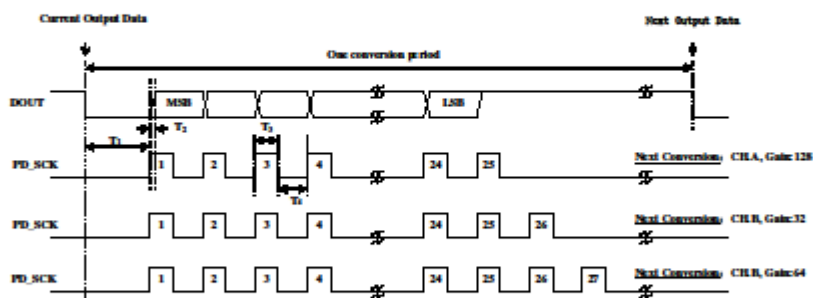 Current Output Data
Next Output Data
One conversion period
DOUT
MSB
LSB
T1
T2
T3
T4
PD_SCK
1 2 3 4 24 25
Next Conversion: CH.A, Gain:128
PD_SCK
1 2 3 4 24 25 26
Next Conversion: CH.B, Gain:32
PD_SCK
1 2 3 4 24 25 26 27
Next Conversion: CH.B, Gain:64